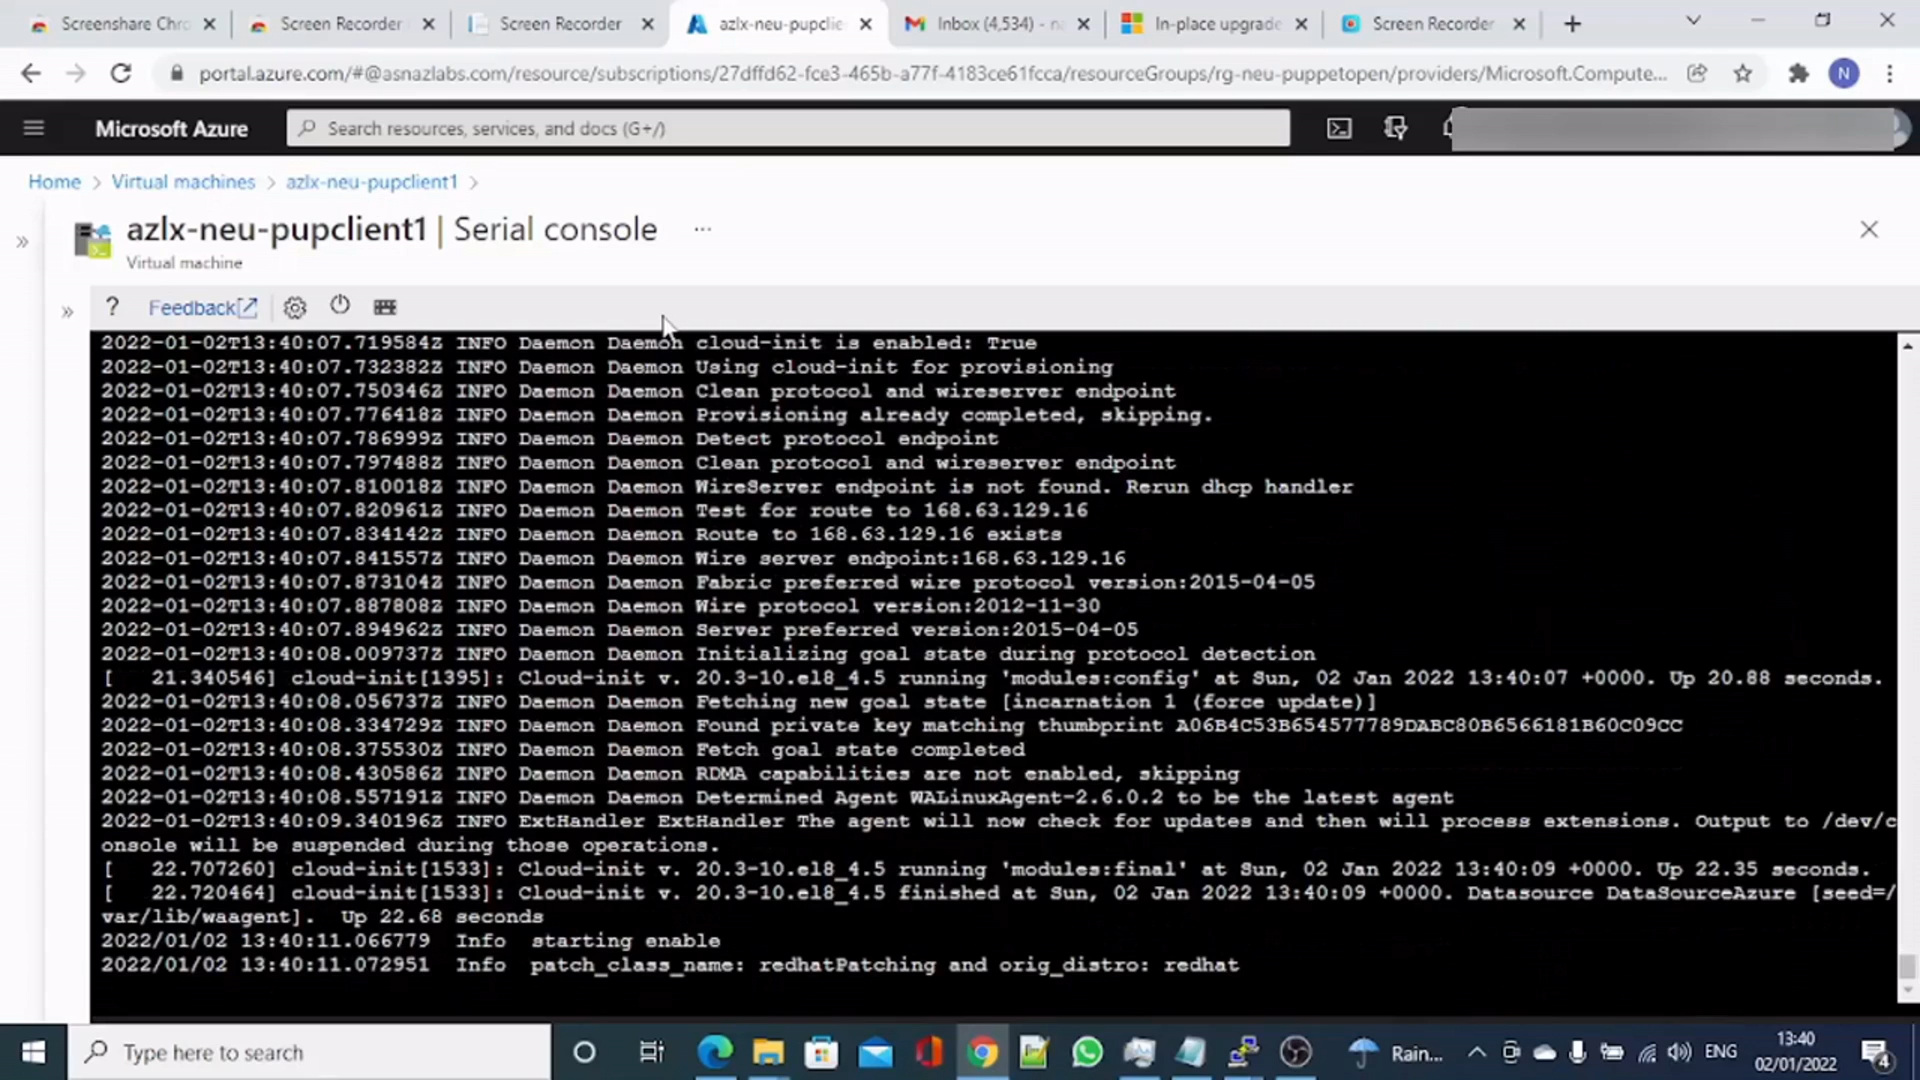 Screenshare Chro
Screen Recorder
Screen Recorder
azlx-neu-pupclie
Inbox (4,534) - na
In-place upgrade
Screen Recorder
portal.azure.com/#@asnazlabs.com/resource/subscriptions/27dffd62-fce3-465b-a77f-4183ce61fcca/resourceGroups/rg-neu-puppetopen/providers/Microsoft.Compute...
N
Microsoft Azure
Search resources, services, and docs (G+/)
Home > Virtual machines > azlx-neu-pupclient1 >
azlx-neu-pupclient1 | Serial console ...
Virtual machine
» ? Feedback
2022-01-02T13:40:07.719584Z INFO Daemon Daemon cloud-init is enabled: True
2022-01-02T13:40:07.732382Z INFO Daemon Daemon Using cloud-init for provisioning
2022-01-02T13:40:07.750346Z INFO Daemon Daemon Clean protocol and wireserver endpoint
2022-01-02T13:40:07.776418Z INFO Daemon Daemon Provisioning already completed, skipping.
2022-01-02T13:40:07.786999Z INFO Daemon Daemon Detect protocol endpoint
2022-01-02T13:40:07.797488Z INFO Daemon Daemon Clean protocol and wireserver endpoint
2022-01-02T13:40:07.810018Z INFO Daemon Daemon WireServer endpoint is not found. Rerun dhcp handler
2022-01-02T13:40:07.820961Z INFO Daemon Daemon Test for route to 168.63.129.16
2022-01-02T13:40:07.834142Z INFO Daemon Daemon Route to 168.63.129.16 exists
2022-01-02T13:40:07.841557Z INFO Daemon Daemon Wire server endpoint:168.63.129.16
2022-01-02T13:40:07.873104Z INFO Daemon Daemon Fabric preferred wire protocol version:2015-04-05
2022-01-02T13:40:07.887808Z INFO Daemon Daemon Wire protocol version:2012-11-30
2022-01-02T13:40:07.894962Z INFO Daemon Daemon Server preferred version:2015-04-05
2022-01-02T13:40:08.009737Z INFO Daemon Daemon Initializing goal state during protocol detection
[   21.340546] cloud-init[1395]: Cloud-init v. 20.3-10.el8_4.5 running 'modules:config' at Sun, 02 Jan 2022 13:40:07 +0000. Up 20.88 seconds.
2022-01-02T13:40:08.056737Z INFO Daemon Daemon Fetching new goal state [incarnation 1 (force update)]
2022-01-02T13:40:08.334729Z INFO Daemon Daemon Found private key matching thumbprint A06B4C53B654577789DABC80B6566181B60C09CC
2022-01-02T13:40:08.375530Z INFO Daemon Daemon Fetch goal state completed
2022-01-02T13:40:08.430586Z INFO Daemon Daemon RDMA capabilities are not enabled, skipping
2022-01-02T13:40:08.557191Z INFO Daemon Daemon Determined Agent WALinuxAgent-2.6.0.2 to be the latest agent
2022-01-02T13:40:09.340196Z INFO ExtHandler ExtHandler The agent will now check for updates and then will process extensions. Output to /dev/c
onsole will be suspended during those operations.
[   22.707260] cloud-init[1533]: Cloud-init v. 20.3-10.el8_4.5 running 'modules:final' at Sun, 02 Jan 2022 13:40:09 +0000. Up 22.35 seconds.
[   22.720464] cloud-init[1533]: Cloud-init v. 20.3-10.el8_4.5 finished at Sun, 02 Jan 2022 13:40:09 +0000. Datasource DataSourceAzure [seed=/
var/lib/waagent].  Up 22.68 seconds
2022/01/02 13:40:11.066779  Info  starting enable
2022/01/02 13:40:11.072951  Info  patch_class_name: redhatPatching and orig_distro: redhat
Type here to search
Rain...
ENG
13:40
02/01/2022
4